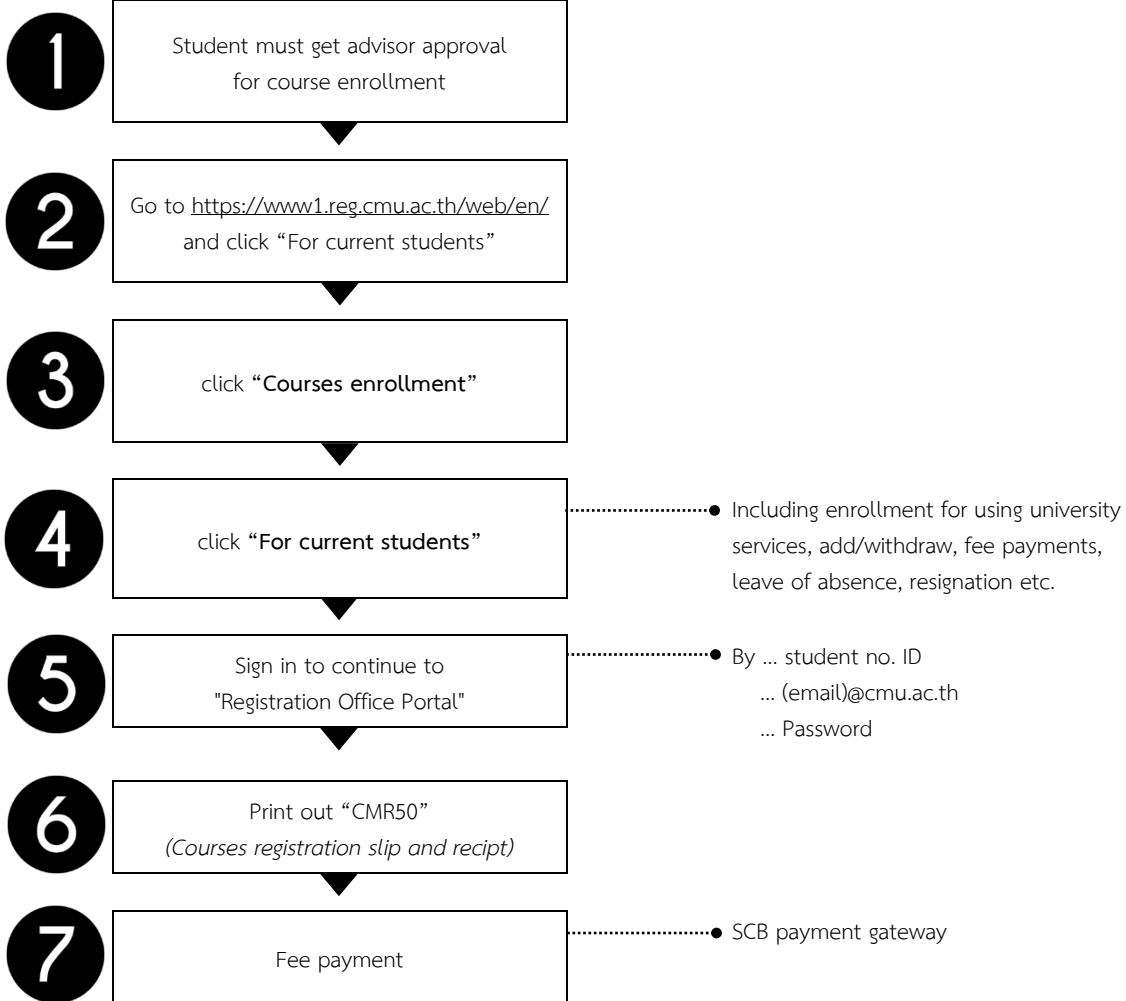 1
Student must get advisor approval
for course enrollment
2
Go to https://www1.reg.cmu.ac.th/web/en/
and click “For current students”
3
click “Courses enrollment”
4
click “For current students”
Including enrollment for using university
services, add/withdraw, fee payments,
leave of absence, resignation etc.
5
Sign in to continue to
"Registration Office Portal"
By ... student no. ID
... (email)@cmu.ac.th
... Password
6
Print out “CMR50”
(Courses registration slip and recipt)
7
Fee payment
SCB payment gateway